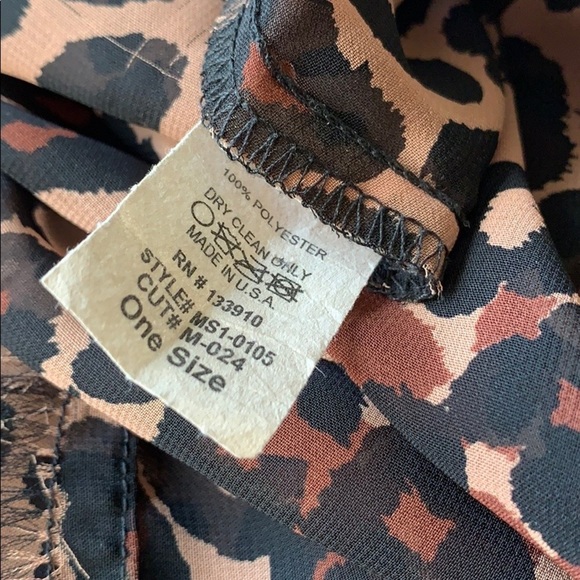 100% POLYESTER
DRY CLEAN ONLY
MADE IN U.S.A.
RN # 133910
STYLE# MS1-0105
CUT# M-024
One Size